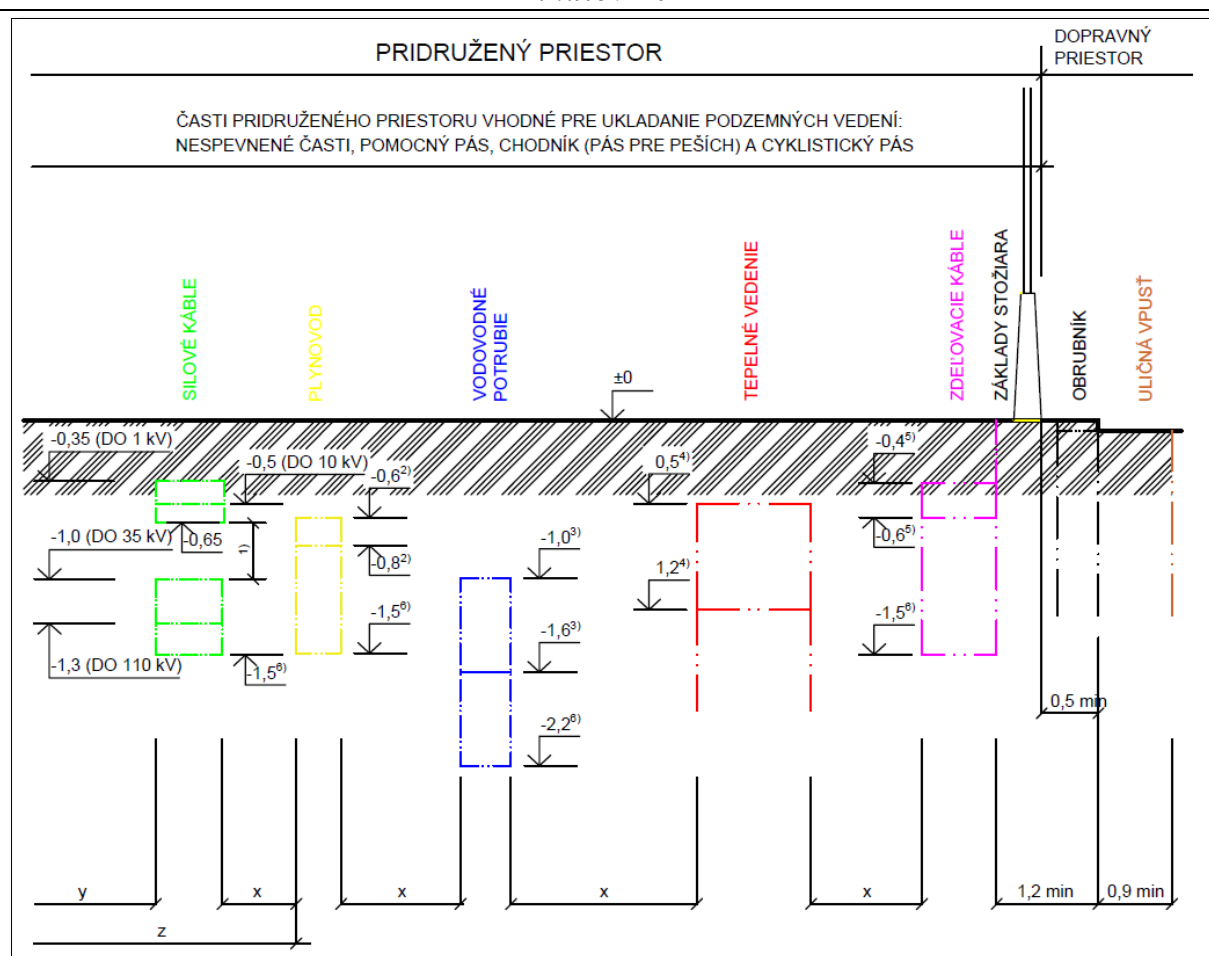 PRIDRUŽENÝ PRIESTOR
DOPRAVNÝ
PRIESTOR
ČASTI PRIDRUŽENÉHO PRIESTORU VHODNÉ PRE UKLADANIE PODZEMNÝCH VEDENÍ:
NESPEVNENÉ ČASTI, POMOCNÝ PÁS, CHODNÍK (PÁS PRE PEŠÍCH) A CYKLISTICKÝ PÁS
SILOVÉ KÁBLE
PLYNOVOD
VODOVODNÉ
POTRUBIE
TEPELNÉ VEDENIE
ZDEĽOVACIE KÁBLE
ZÁKLADY STOŽIARA
OBRUBNÍK
ULIČNÁ VPUSŤ
±0
-0,35 (DO 1 kV)
-0,5 (DO 10 kV)
-0,6²⁾
0,5⁴⁾
-0,4⁵⁾
-1,0 (DO 35 kV)
-0,65
1)
-0,8²⁾
-1,0³⁾
1,2⁴⁾
-0,6⁵⁾
-1,3 (DO 110 kV)
-1,5⁶⁾
-1,5⁶⁾
-1,6³⁾
-1,5⁶⁾
-2,2⁶⁾
0,5 min
y
x
x
x
x
1,2 min
0,9 min
z